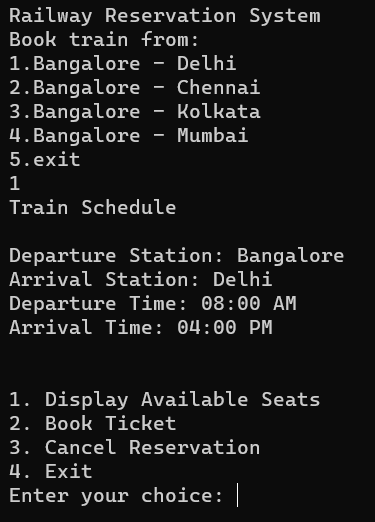 Railway Reservation System
Book train from:
1.Bangalore - Delhi
2.Bangalore - Chennai
3.Bangalore - Kolkata
4.Bangalore - Mumbai
5.exit
1
Train Schedule
Departure Station: Bangalore
Arrival Station: Delhi
Departure Time: 08:00 AM
Arrival Time: 04:00 PM
1. Display Available Seats
2. Book Ticket
3. Cancel Reservation
4. Exit
Enter your choice: